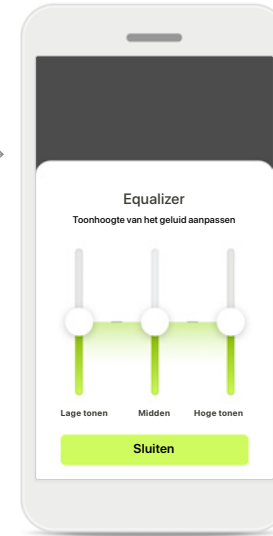 Equalizer
Toonhoogte van het geluid aanpassen
Lage tonen Midden Hoge tonen
Sluiten